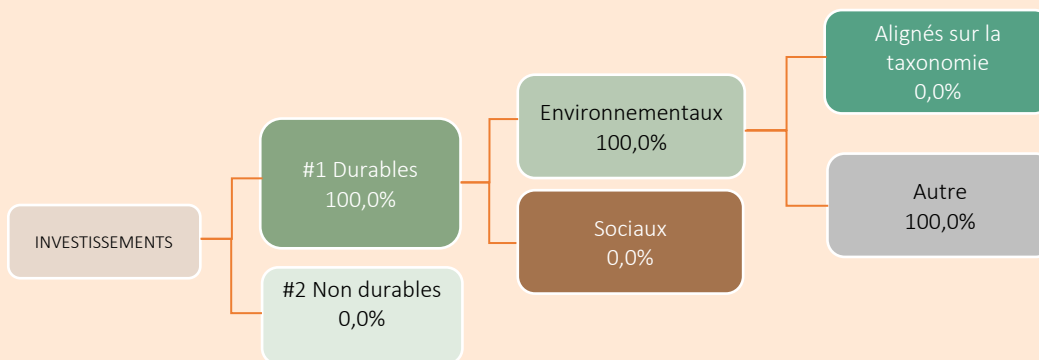 INVESTISSEMENTS
#1 Durables
100,0%
#2 Non durables
0,0%
Environnementaux
100,0%
Sociaux
0,0%
Alignés sur la
taxonomie
0,0%
Autre
100,0%